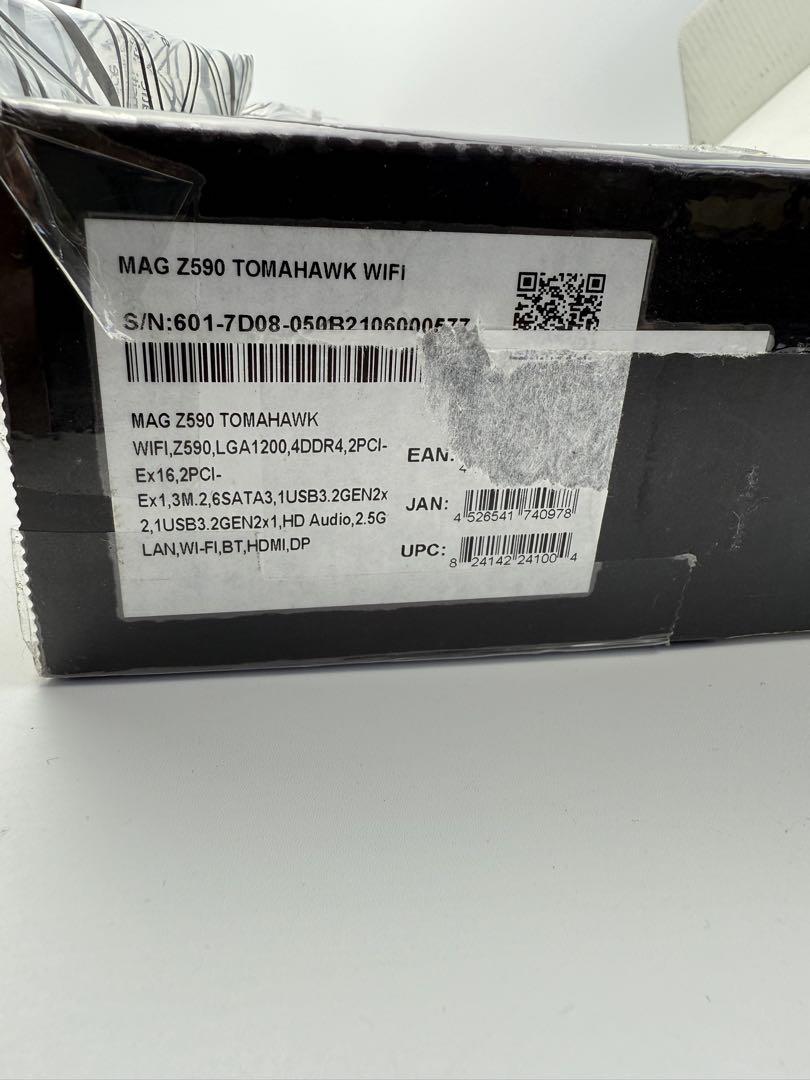 MAG Z590 TOMAHAWK WIFI
S/N:601-7D08-050B2106000577
MAG Z590 TOMAHAWK
WIFI,Z590,LGA1200,4DDR4,2PCI-
Ex16,2PCI-
Ex1,3M.2,6SATA3,1USB3.2GEN2x
2,1USB3.2GEN2x1,HD Audio,2.5G
LAN,WI-FI,BT,HDMI,DP
EAN:
4
JAN:
4 526541 740978
UPC:
8 24142 24100 4